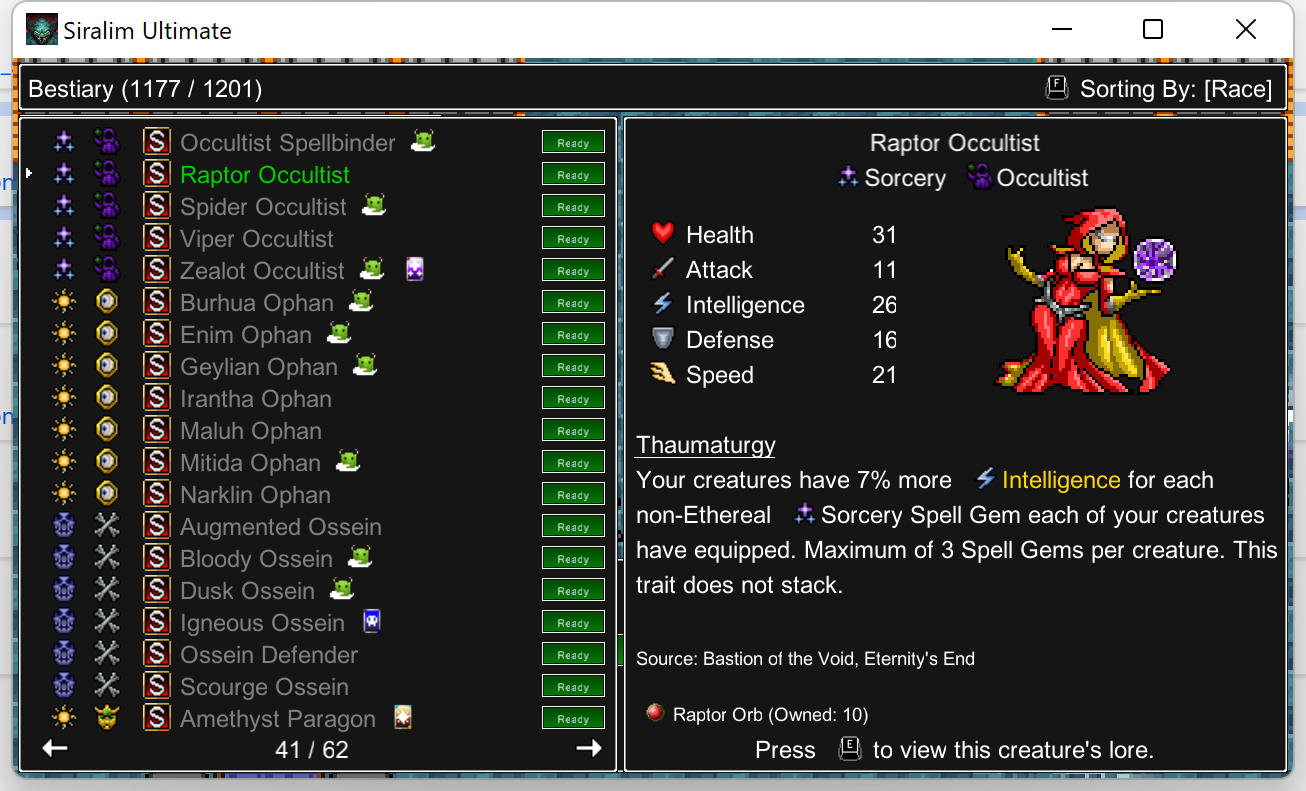 Siralim Ultimate
Bestiary (1177 / 1201)
F Sorting By: [Race]
S Occultist Spellbinder Ready
S Raptor Occultist Ready
S Spider Occultist Ready
S Viper Occultist Ready
S Zealot Occultist Ready
S Burhua Ophan Ready
S Enim Ophan Ready
S Geylian Ophan Ready
S Irantha Ophan Ready
S Maluh Ophan Ready
S Mitida Ophan Ready
S Narklin Ophan Ready
S Augmented Ossein Ready
S Bloody Ossein Ready
S Dusk Ossein Ready
S Igneous Ossein Ready
S Ossein Defender Ready
S Scourge Ossein Ready
S Amethyst Paragon Ready
41 / 62
Raptor Occultist
Sorcery Occultist
Health 31
Attack 11
Intelligence 26
Defense 16
Speed 21
Thaumaturgy
Your creatures have 7% more Intelligence for each
non-Ethereal Sorcery Spell Gem each of your creatures
have equipped. Maximum of 3 Spell Gems per creature. This
trait does not stack.
Source: Bastion of the Void, Eternity's End
Raptor Orb (Owned: 10)
Press E to view this creature's lore.